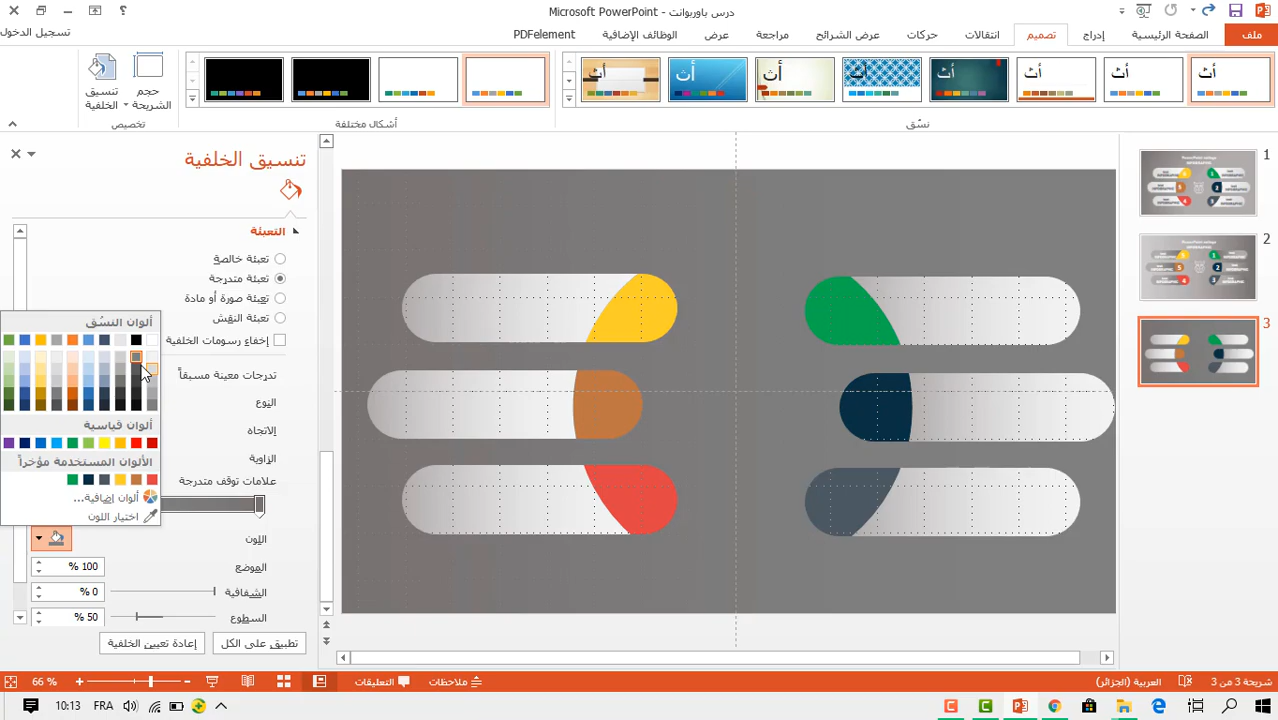 درس باوربوانت - Microsoft PowerPoint
تسجيل الدخول
ملف
الصفحة الرئيسية
إدراج
تصميم
انتقالات
حركات
عرض الشرائح
مراجعة
عرض
الوظائف الإضافية
PDFelement
نسُق
أشكال مختلفة
حجم الشريحة
تنسيق الخلفية
تخصيص
تنسيق الخلفية
التعبئة
تعبئة خالصة
تعبئة متدرجة
تعبئة صورة أو مادة
تعبئة النقش
إخفاء رسومات الخلفية
تدرجات معينة مسبقاً
النوع
الاتجاه
الزاوية
علامات توقف متدرجة
اللون
الموضع
100 %
الشفافية
0 %
السطوع
50 %
تطبيق على الكل
إعادة تعيين الخلفية
ألوان النسُق
ألوان قياسية
الألوان المستخدمة مؤخراً
ألوان إضافية...
اختيار اللون
1
2
3
شريحة 3 من 3
العربية (الجزائر)
ملاحظات
التعليقات
66 %
10:13
FRA